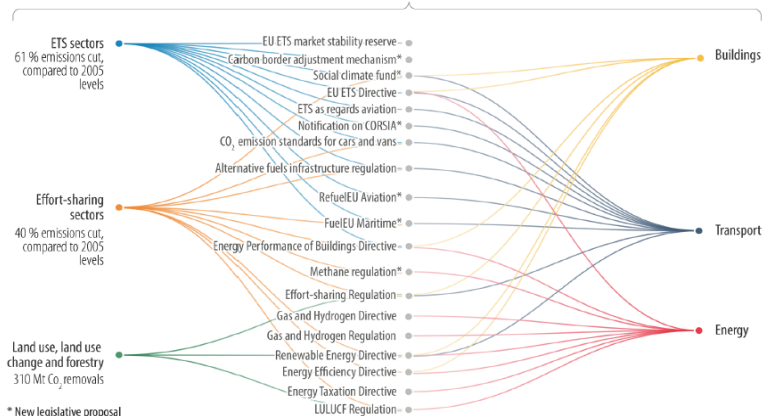 ETS sectors
61 % emissions cut,
compared to 2005
levels
Effort-sharing
sectors
40 % emissions cut,
compared to 2005
levels
Land use, land use
change and forestry
310 Mt Co₂ removals
* New legislative proposal
EU ETS market stability reserve
Carbon border adjustment mechanism*
Social climate fund*
EU ETS Directive
ETS as regards aviation
Notification on CORSIA*
CO₂ emission standards for cars and vans
Alternative fuels infrastructure regulation
RefuelEU Aviation*
FuelEU Maritime*
Energy Performance of Buildings Directive
Methane regulation*
Effort-sharing Regulation
Gas and Hydrogen Directive
Gas and Hydrogen Regulation
Renewable Energy Directive
Energy Efficiency Directive
Energy Taxation Directive
LULUCF Regulation
Buildings
Transport
Energy